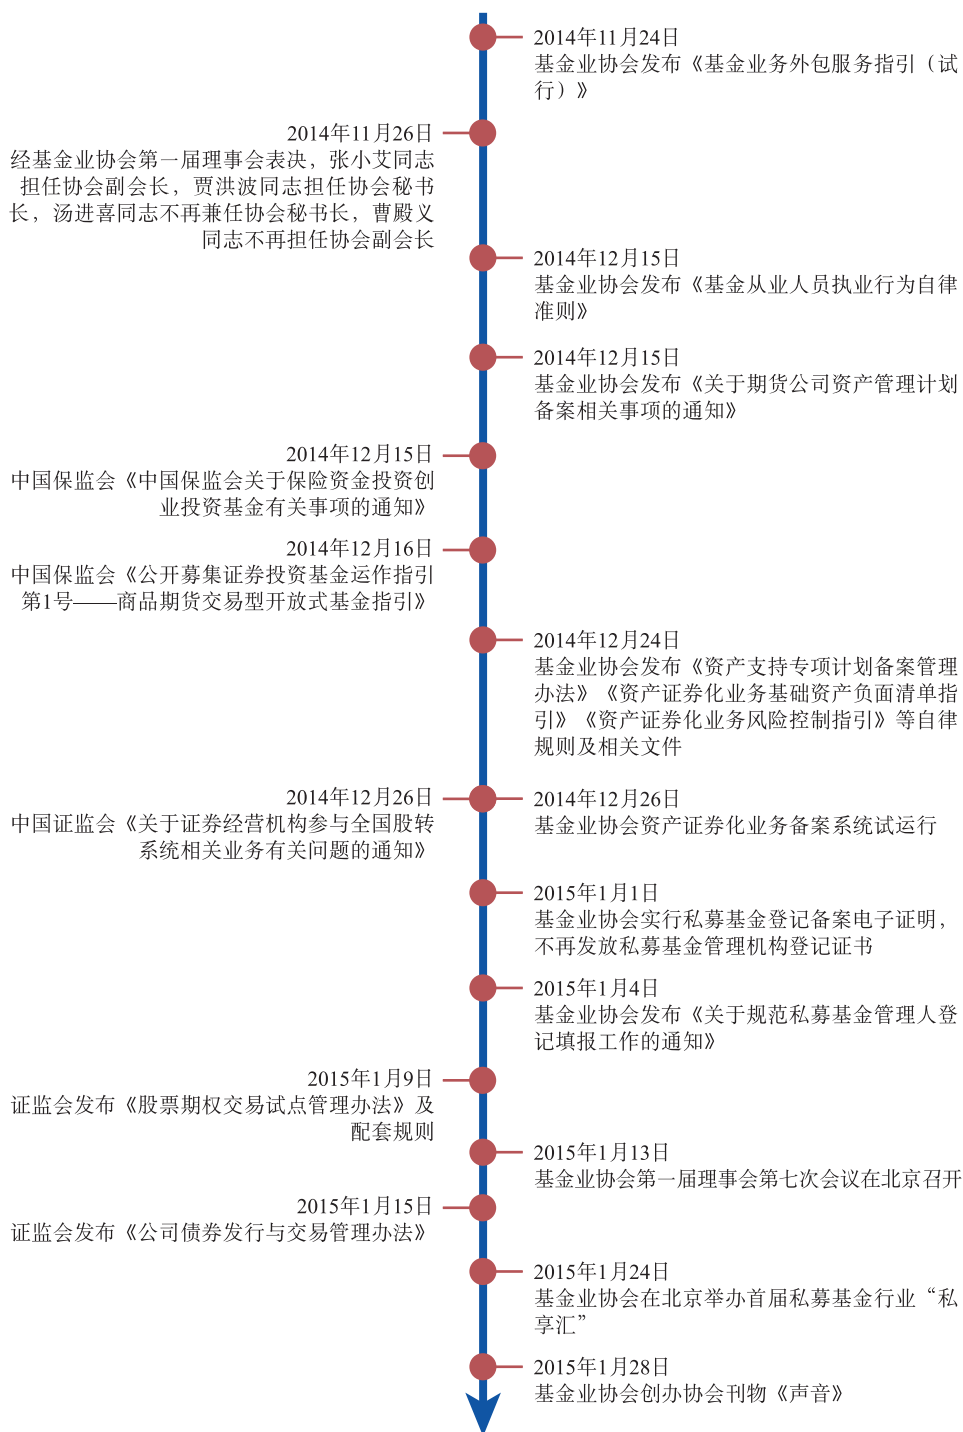 2014年11月24日
基金业协会发布《基金业务外包服务指引（试
行）》
2014年11月26日
经基金业协会第一届理事会表决，张小艾同志
担任协会副会长，贾洪波同志担任协会秘书
长，汤进喜同志不再兼任协会秘书长，曹殿义
同志不再担任协会副会长
2014年12月15日
基金业协会发布《基金从业人员执业行为自律
准则》
2014年12月15日
基金业协会发布《关于期货公司资产管理计划
备案相关事项的通知》
2014年12月15日
中国保监会《中国保监会关于保险资金投资创
业投资基金有关事项的通知》
2014年12月16日
中国保监会《公开募集证券投资基金运作指引
第1号——商品期货交易型开放式基金指引》
2014年12月24日
基金业协会发布《资产支持专项计划备案管理
办法》《资产证券化业务基础资产负面清单指
引》《资产证券化业务风险控制指引》等自律
规则及相关文件
2014年12月26日
中国证监会《关于证券经营机构参与全国股转
系统相关业务有关问题的通知》
2014年12月26日
基金业协会资产证券化业务备案系统试运行
2015年1月1日
基金业协会实行私募基金登记备案电子证明，
不再发放私募基金管理机构登记证书
2015年1月4日
基金业协会发布《关于规范私募基金管理人登
记填报工作的通知》
2015年1月9日
证监会发布《股票期权交易试点管理办法》及
配套规则
2015年1月13日
基金业协会第一届理事会第七次会议在北京召开
2015年1月15日
证监会发布《公司债券发行与交易管理办法》
2015年1月24日
基金业协会在北京举办首届私募基金行业“私
享汇”
2015年1月28日
基金业协会创办协会刊物《声音》